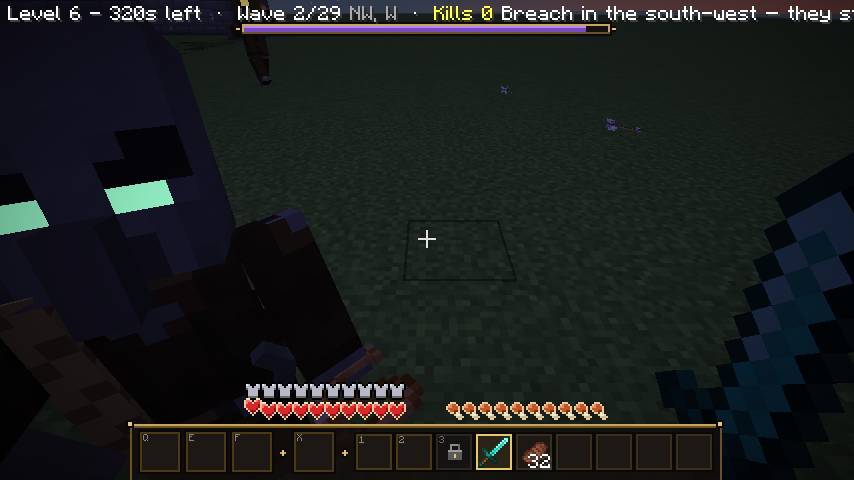 Level 6 – 320s left · Wave 2/29 NW, W · Kills 0 Breach in the south-west – they s
Q E F X 1 2 3
32